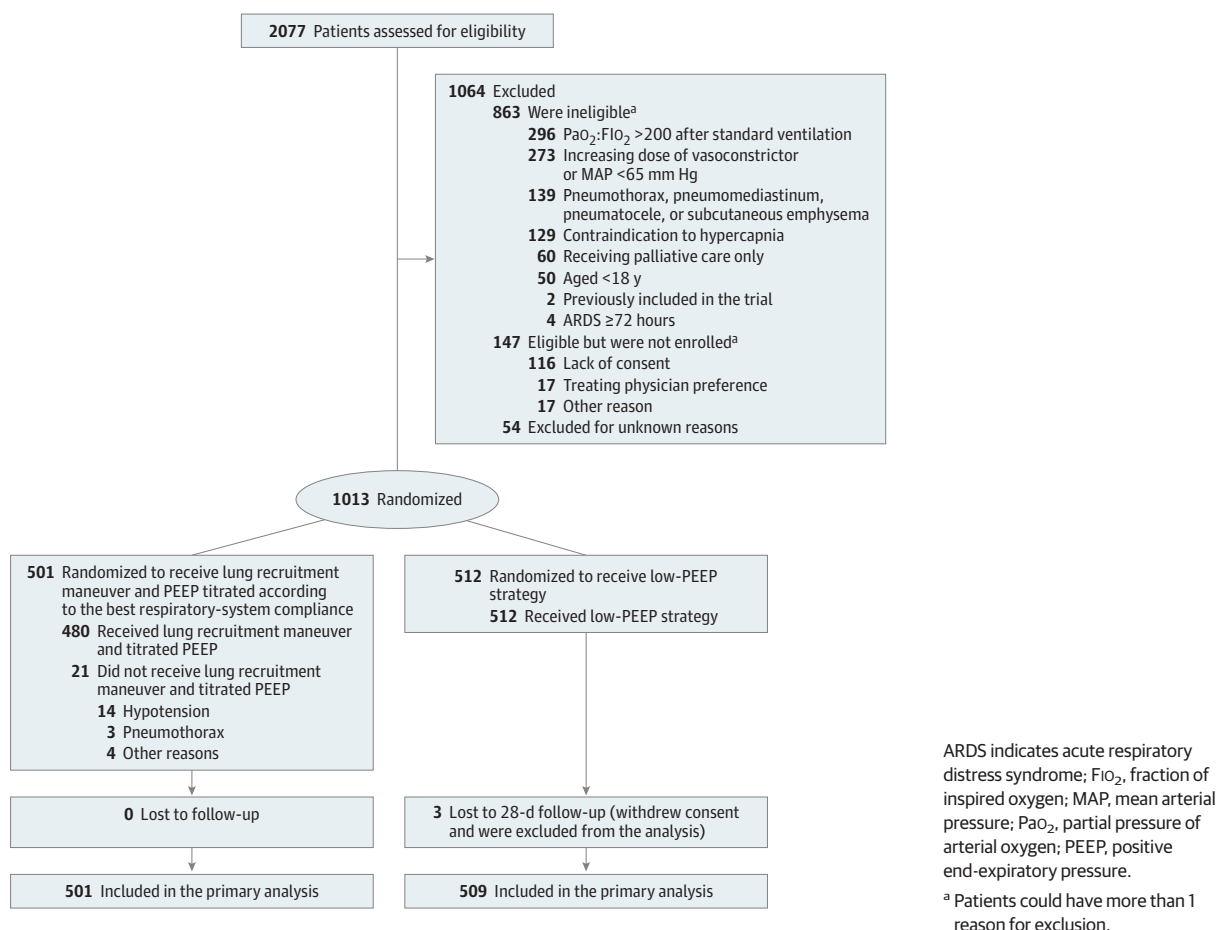 2077 Patients assessed for eligibility
1064 Excluded
863 Were ineligibleᵃ
296 PaO₂:FIO₂ >200 after standard ventilation
273 Increasing dose of vasoconstrictor
or MAP <65 mm Hg
139 Pneumothorax, pneumomediastinum,
pneumatocele, or subcutaneous emphysema
129 Contraindication to hypercapnia
60 Receiving palliative care only
50 Aged <18 y
2 Previously included in the trial
4 ARDS ≥72 hours
147 Eligible but were not enrolledᵃ
116 Lack of consent
17 Treating physician preference
17 Other reason
54 Excluded for unknown reasons
1013 Randomized
501 Randomized to receive lung recruitment
maneuver and PEEP titrated according
to the best respiratory-system compliance
480 Received lung recruitment maneuver
and titrated PEEP
21 Did not receive lung recruitment
maneuver and titrated PEEP
14 Hypotension
3 Pneumothorax
4 Other reasons
512 Randomized to receive low-PEEP
strategy
512 Received low-PEEP strategy
0 Lost to follow-up
3 Lost to 28-d follow-up (withdrew consent
and were excluded from the analysis)
501 Included in the primary analysis
509 Included in the primary analysis
ARDS indicates acute respiratory
distress syndrome; FIO₂, fraction of
inspired oxygen; MAP, mean arterial
pressure; PaO₂, partial pressure of
arterial oxygen; PEEP, positive
end-expiratory pressure.
ᵃ Patients could have more than 1
reason for exclusion.